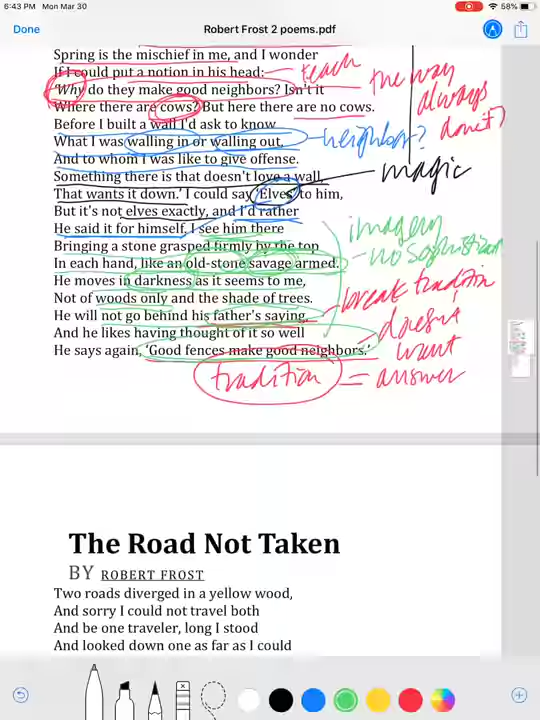 6:43 PM Mon Mar 30
58%
Done
Robert Frost 2 poems.pdf
Spring is the mischief in me, and I wonder
If I could put a notion in his head:
teach
'Why do they make good neighbors? Isn't it
the way
Where there are cows? But here there are no cows.
always
Before I built a wall I'd ask to know
done it?
What I was walling in or walling out,
neighbor?
And to whom I was like to give offense.
Something there is that doesn't love a wall,
magic
That wants it down.' I could say 'Elves' to him,
But it's not elves exactly, and I'd rather
He said it for himself. I see him there
imagery
Bringing a stone grasped firmly by the top
- no sophisticated
In each hand, like an old-stone savage armed.
He moves in darkness as it seems to me,
break tradition
Not of woods only and the shade of trees.
He will not go behind his father's saying,
doesn't
And he likes having thought of it so well
want
He says again, 'Good fences make good neighbors.'
tradition = answer
The Road Not Taken
BY ROBERT FROST
Two roads diverged in a yellow wood,
And sorry I could not travel both
And be one traveler, long I stood
And looked down one as far as I could